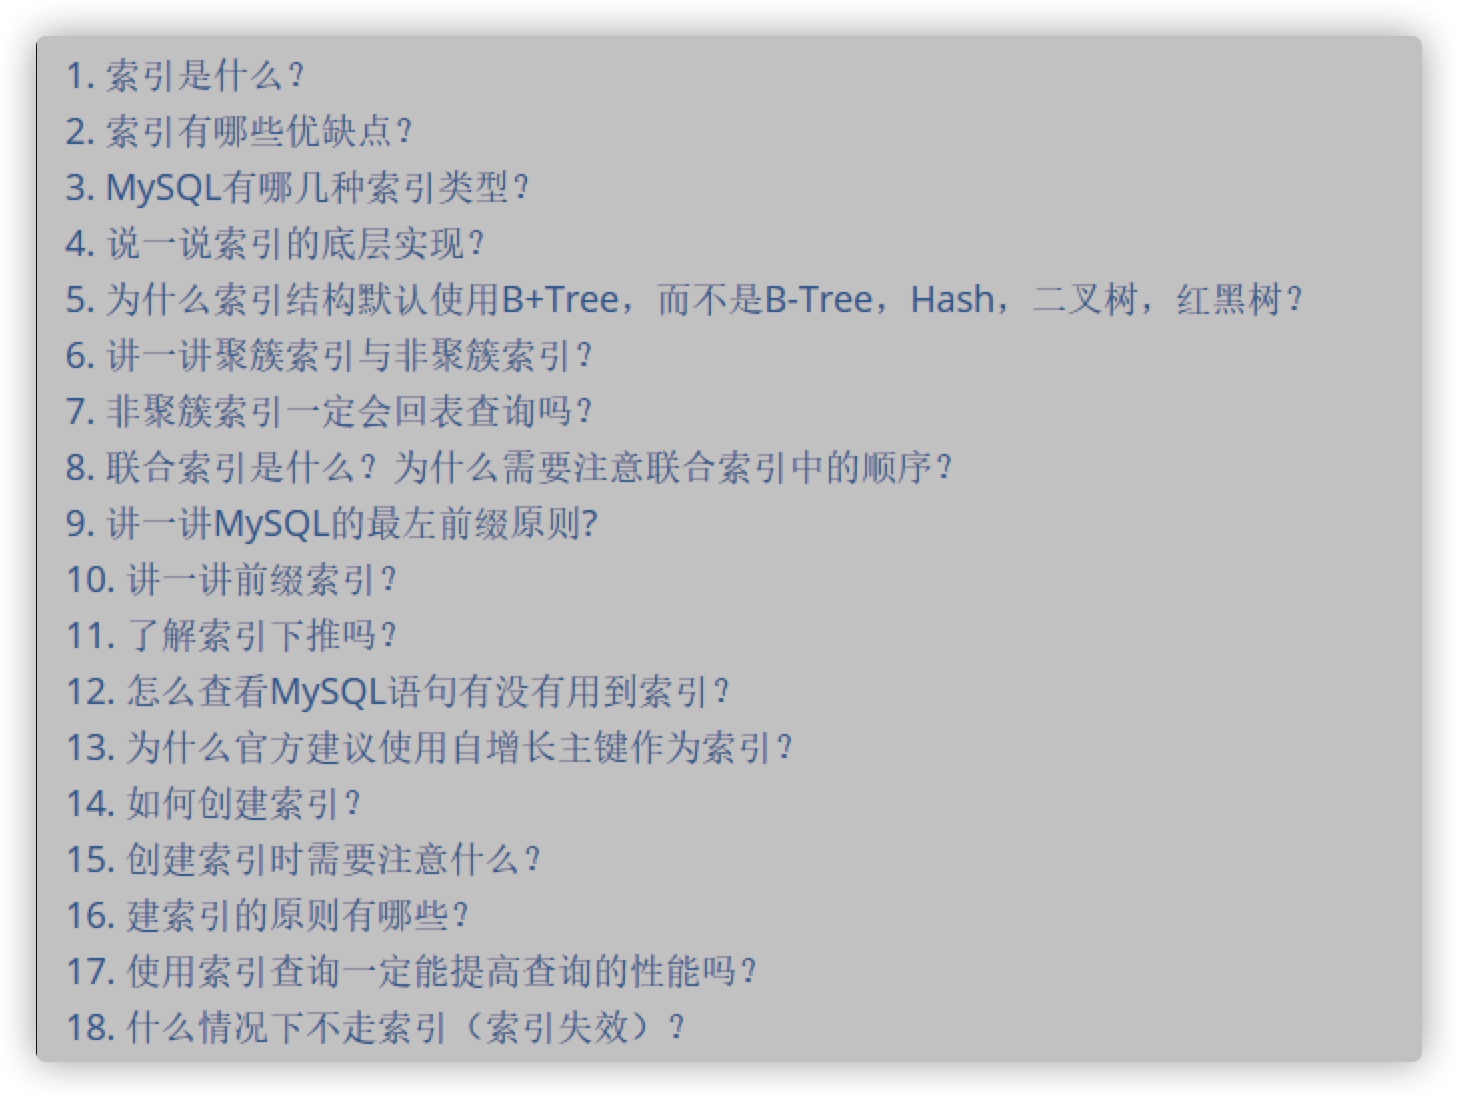 1. 索引是什么？
2. 索引有哪些优缺点？
3. MySQL有哪几种索引类型？
4. 说一说索引的底层实现？
5. 为什么索引结构默认使用B+Tree，而不是B-Tree，Hash，二叉树，红黑树？
6. 讲一讲聚簇索引与非聚簇索引？
7. 非聚簇索引一定会回表查询吗？
8. 联合索引是什么？为什么需要注意联合索引中的顺序？
9. 讲一讲MySQL的最左前缀原则?
10. 讲一讲前缀索引？
11. 了解索引下推吗？
12. 怎么查看MySQL语句有没有用到索引？
13. 为什么官方建议使用自增长主键作为索引？
14. 如何创建索引？
15. 创建索引时需要注意什么？
16. 建索引的原则有哪些？
17. 使用索引查询一定能提高查询的性能吗？
18. 什么情况下不走索引（索引失效）？